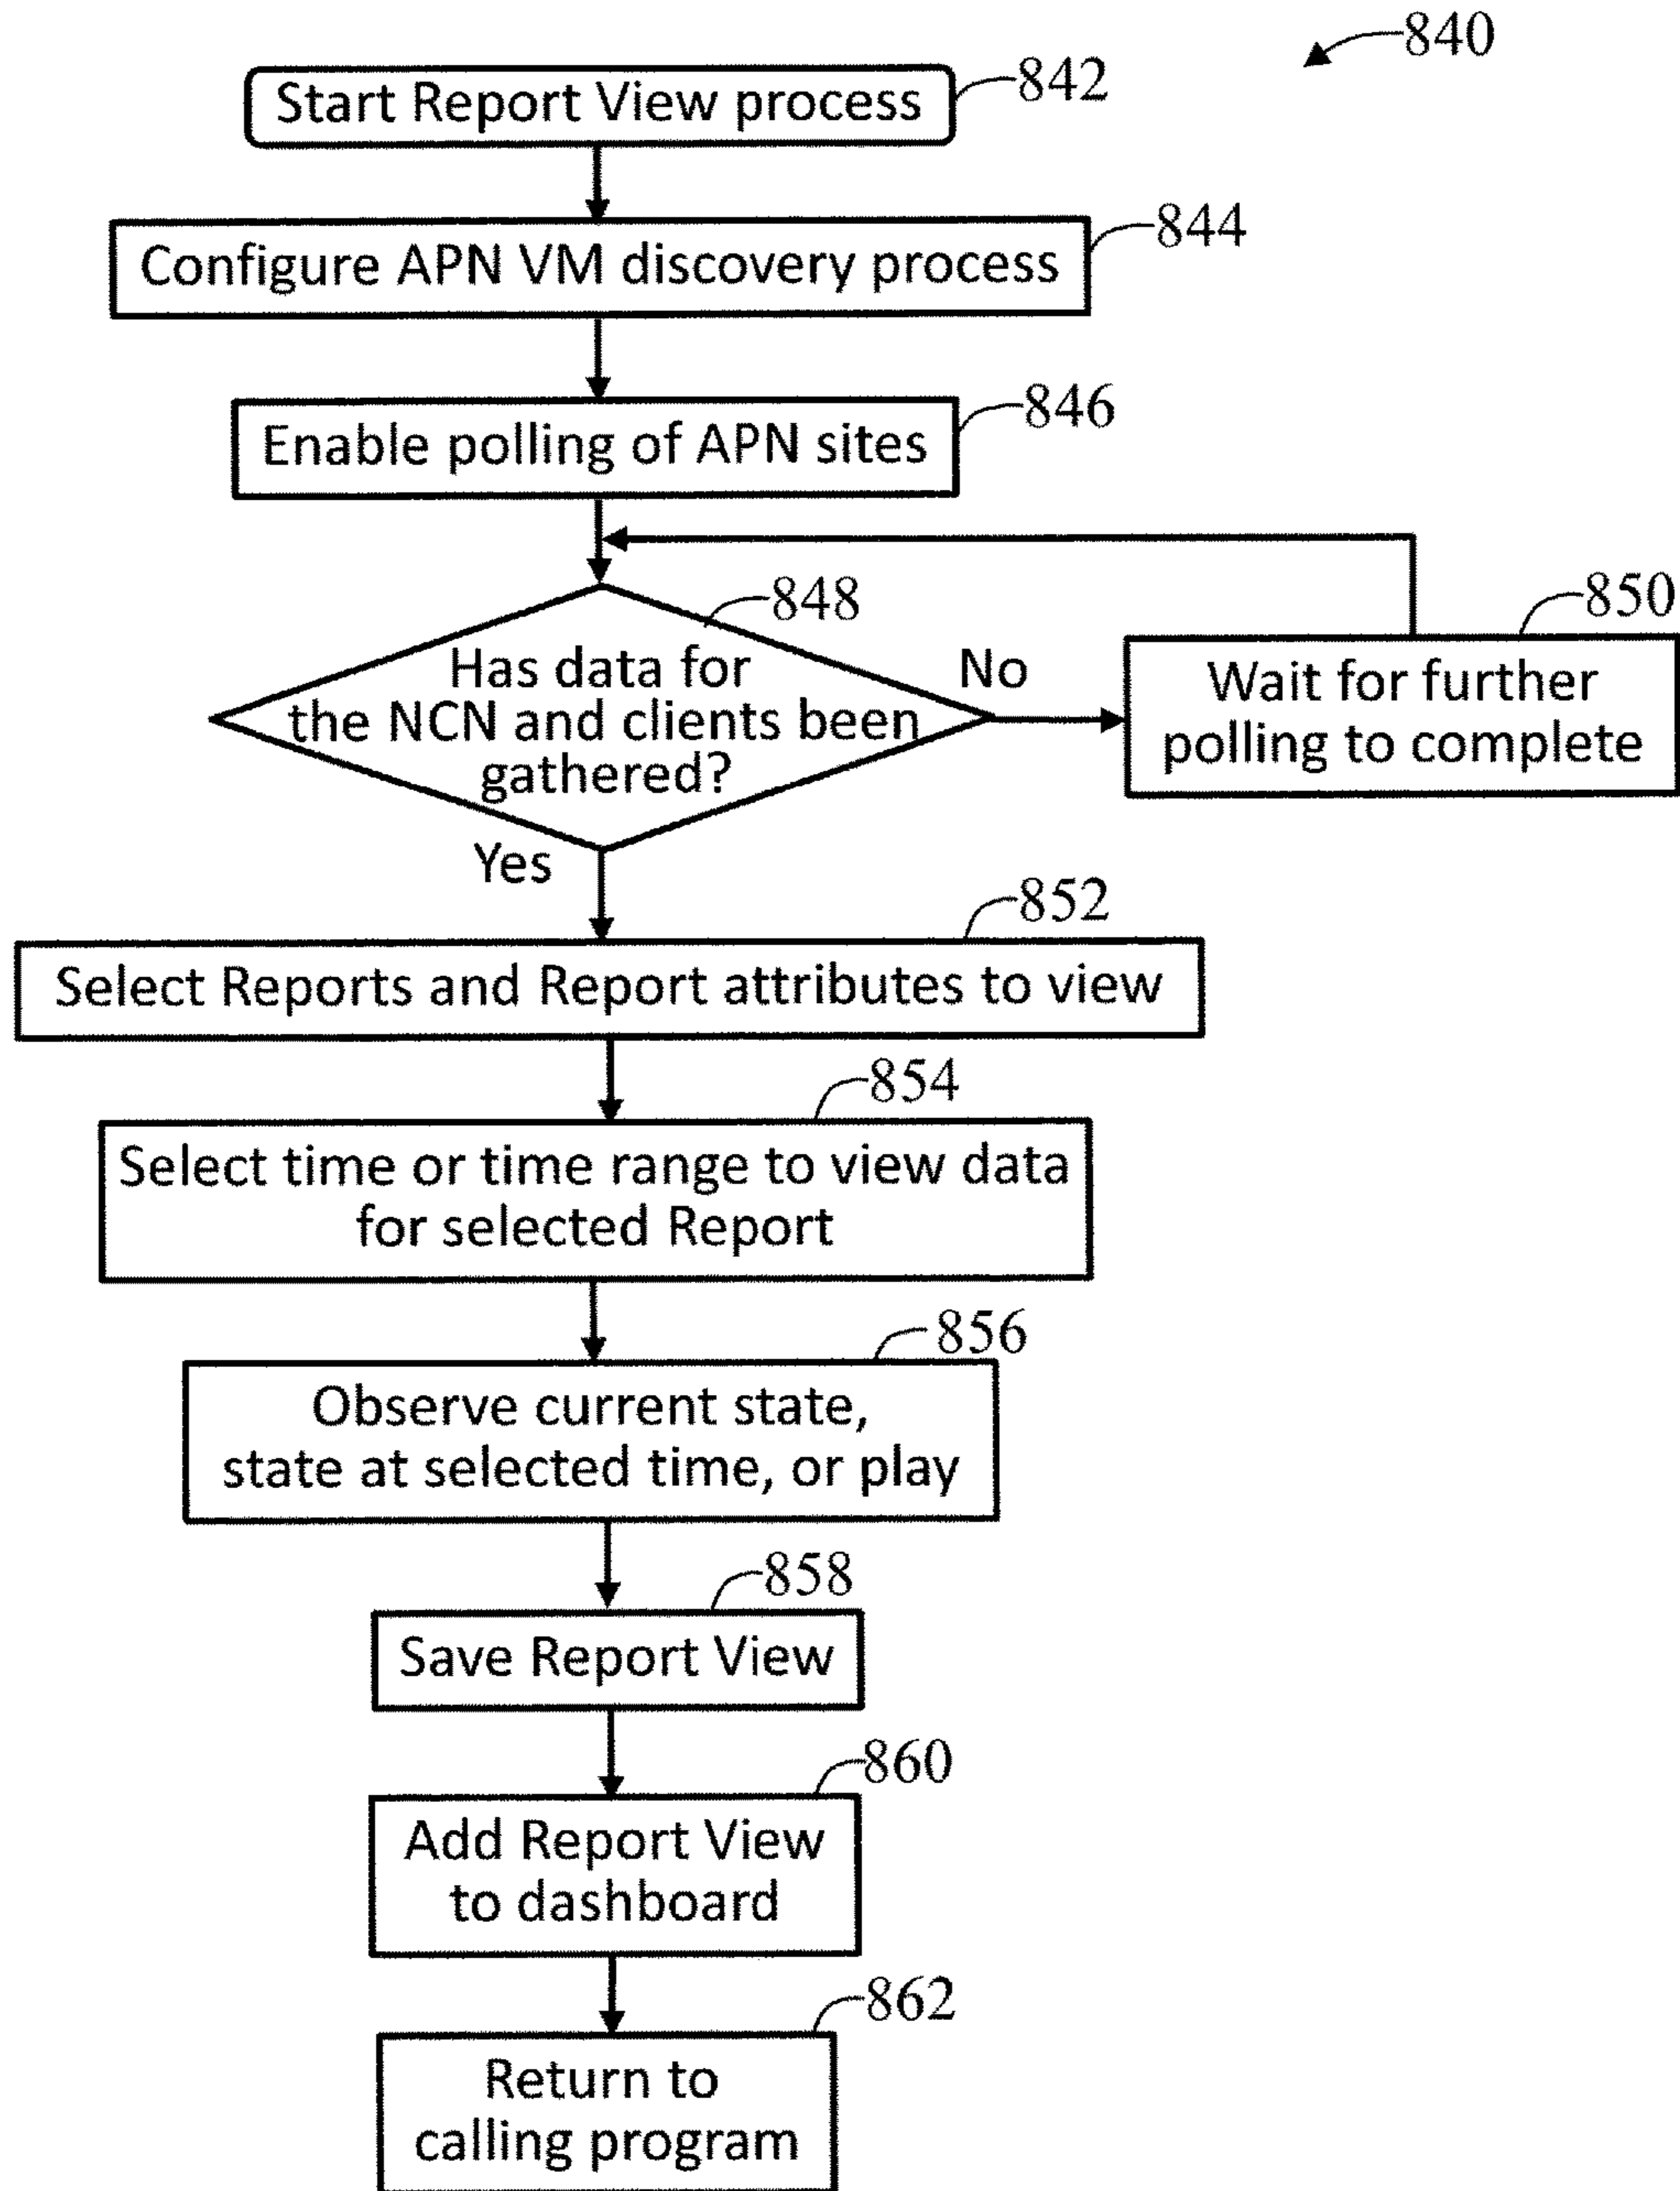 840
Start Report View process
842
Configure APN VM discovery process
844
Enable polling of APN sites
846
848
Has data for
the NCN and clients been
gathered?
No
850
Wait for further
polling to complete
Yes
852
Select Reports and Report attributes to view
854
Select time or time range to view data
for selected Report
856
Observe current state,
state at selected time, or play
858
Save Report View
860
Add Report View
to dashboard
862
Return to
calling program